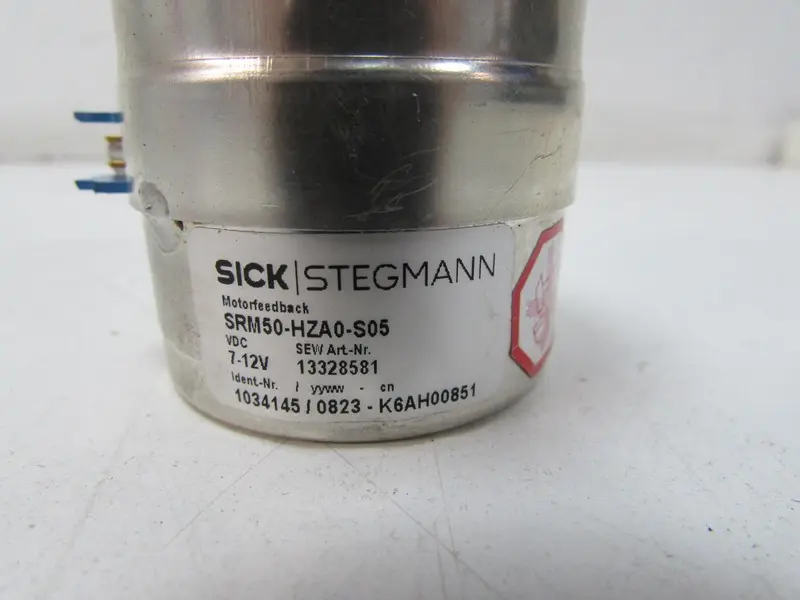 SICK|STEGMANN
Motorfeedback
SRM50-HZA0-S05
VDC SEW Art.-Nr.
7-12V 13328581
Ident.-Nr. / yyww - cn
1034145 / 0823 - K6AH00851